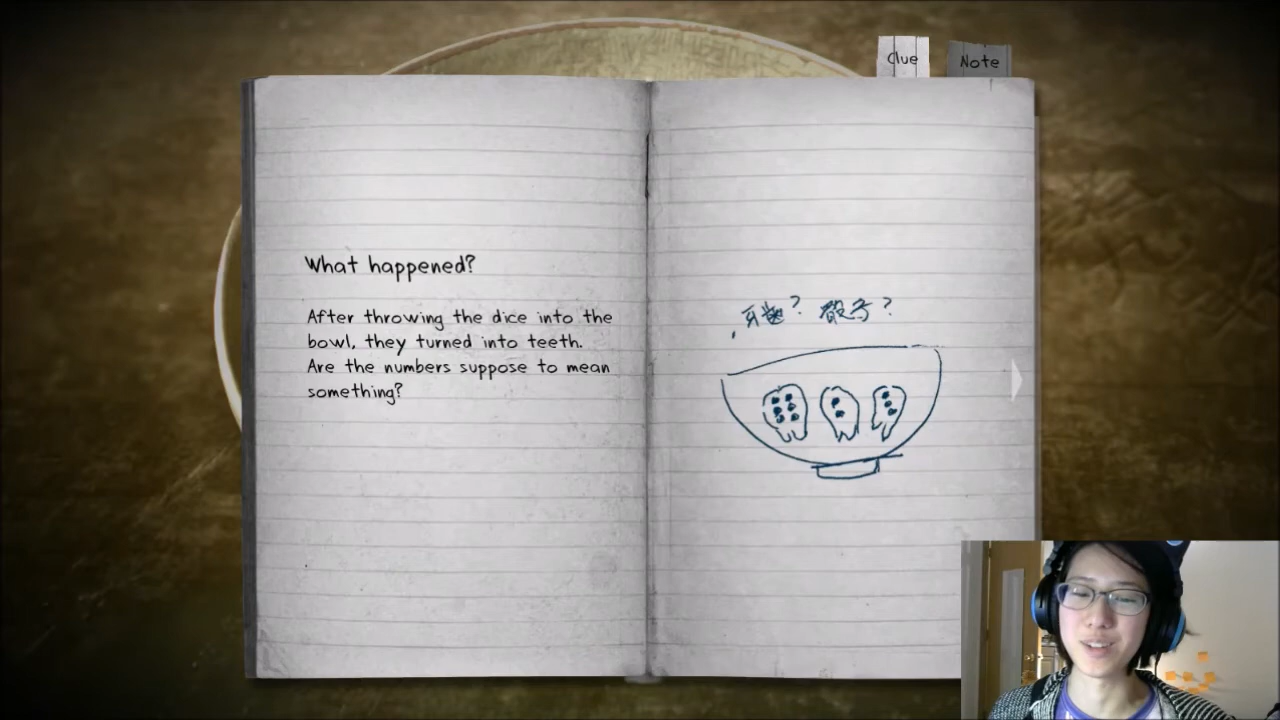 Clue
Note
What happened?
After throwing the dice into the
bowl, they turned into teeth.
Are the numbers suppose to mean
something?
牙齒? 骰子?